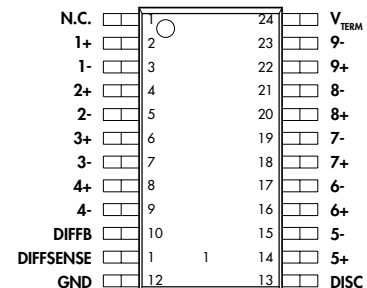 N.C. 1 24 V_TERM
1+ 2 23 9-
1- 3 22 9+
2+ 4 21 8-
2- 5 20 8+
3+ 6 19 7-
3- 7 18 7+
4+ 8 17 6-
4- 9 16 6+
DIFFB 10 15 5-
DIFFSENSE 1 1 14 5+
GND 12 13 DISC